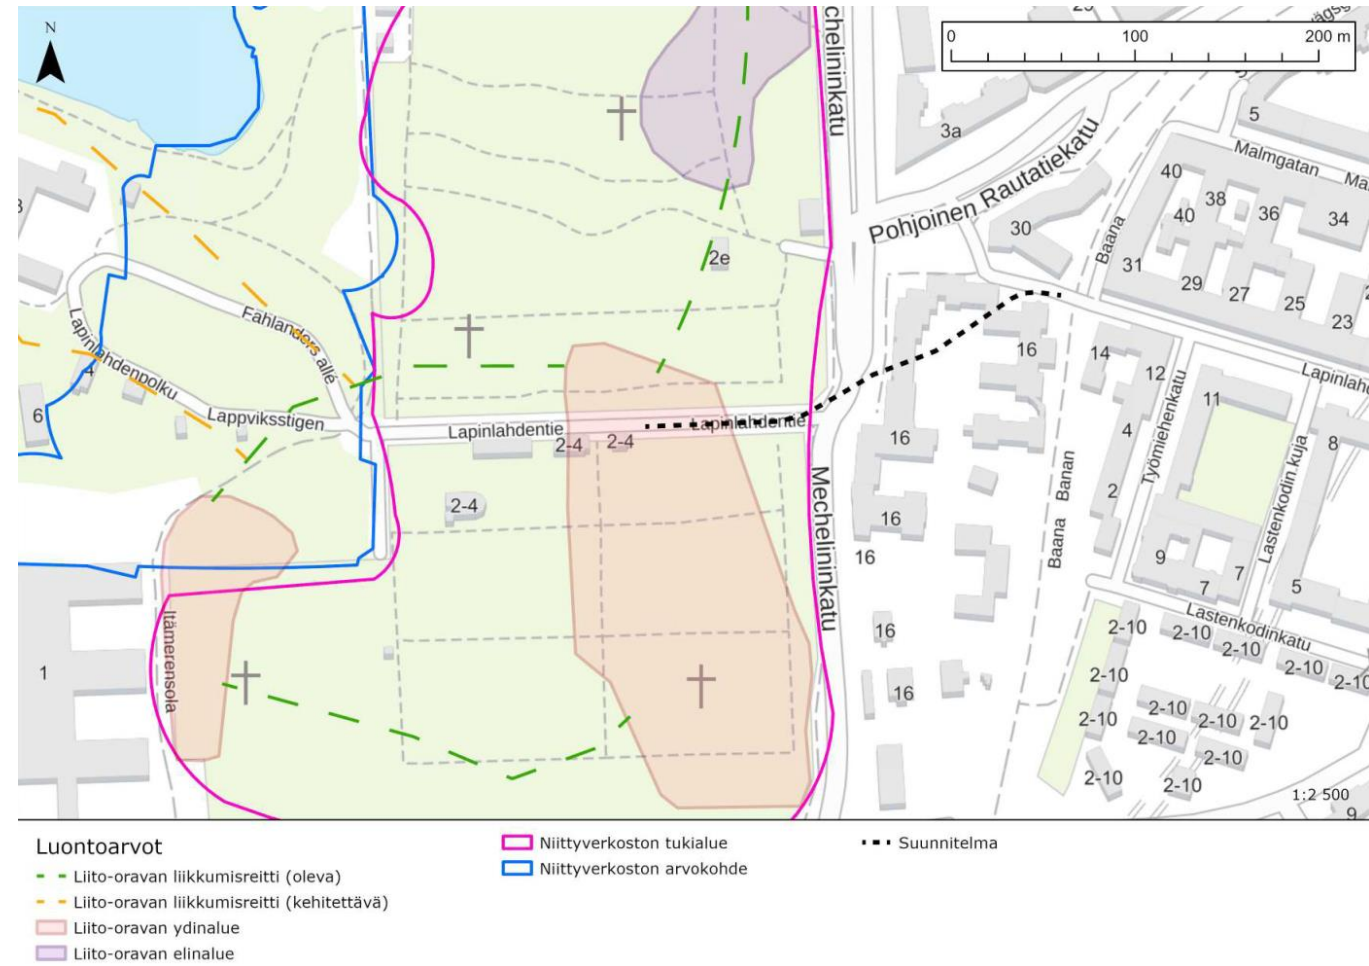 N
0 100 200 m
3a
5
Mechelininkatu
Pohjoinen Rautatiekatu
Malmgatan
40
38
36
34
40
30
Baana
31
29
27
25
23
2e
Fahlanders allé
Lapinlahdenpolku
4
6
Lappviksstigen
Lapinlahdentie
Lapinlahdentie
2-4
2-4
2-4
16
14
12
11
16
4
8
2
Työmiehenkatu
Lastenkodin.kuja
Baana Banan
16
16
9
7
7
5
Mechelininkatu
Lastenkodinkatu
Itämerensola
1
16
16
2-10
2-10
2-10
2-10
2-10
2-10
2-10
2-10
2-10
2-10
2-10
2-10
2-10
2-10
1:2 500
9
Luontoarvot
Liito-oravan liikkumisreitti (oleva)
Liito-oravan liikkumisreitti (kehitettävä)
Liito-oravan ydinalue
Liito-oravan elinalue
Niittyverkoston tukialue
Niittyverkoston arvokohde
Suunnitelma